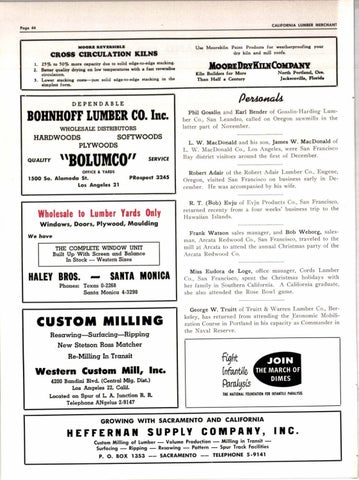 Page 44
CALIFORNIA LUMBER MERCHANT
MOORE REVERSIBLE
CROSS CIRCULATION KILNS
1. 25% to 50% more capacity due to solid edge-to-edge stacking.
2. Better quality drying on low temperatures with a fast reversible
circulation.
3. Lower stacking costs—just solid edge-to-edge stacking in the
simplest form.
Use Moorekiln Paint Products for weatherproofing your
dry kiln and mill roofs.
MOORE DRY KILN COMPANY
Kiln Builders for More
Than Half a Century
North Portland, Ore.
Jacksonville, Florida
DEPENDABLE
BOHNHOFF LUMBER CO. Inc.
WHOLESALE DISTRIBUTORS
HARDWOODS SOFTWOODS
PLYWOODS
QUALITY "BOLUMCO" SERVICE
OFFICE & YARDS
1500 So. Alameda St. PRospect 3245
Los Angeles 21
Wholesale to Lumber Yards Only
Windows, Doors, Plywood, Moulding
We have
THE COMPLETE WINDOW UNIT
Built Up With Screen and Balance
In Stock — Western Sizes
HALEY BROS. — SANTA MONICA
Phones: Texas 0-2268
Santa Monica 4-3298
CUSTOM MILLING
Resawing—Surfacing—Ripping
New Stetson Ross Matcher
Re-Milling In Transit
Western Custom Mill, Inc.
4200 Bandini Blvd. (Central Mfg. Dist.)
Los Angeles 22, Calif.
Located on Spur of L. A. Junction R. R.
Telephone ANgelus 2-9147
Personals
Phil Gosslin and Earl Bender of Gosslin-Harding Lumber
Co., San Leandro, called on Oregon sawmills in the
latter part of November.
L. W. MacDonald and his son, James W. MacDonald of
L. W. MacDonald Co., Los Angeles, were San Francisco
Bay district visitors around the first of December.
Robert Adair of the Robert Adair Lumber Co., Eugene,
Oregon, visited San Francisco on business early in December.
He was accompanied by his wife.
R. T. (Bob) Evju of Evju Products Co., San Francisco,
returned recently from a four weeks' business trip to the
Hawaiian Islands.
Frank Watson sales manager, and Bob Weborg, salesman,
Arcata Redwood Co., San Francisco, traveled to the
mill at Arcata to attend the annual Christmas party of the
Arcata Redwood Co.
Miss Eudora de Loge, office manager, Cords Lumber
Co., San Francisco, spent the Christmas holidays with
her family in Southern California. A California graduate,
she also attended the Rose Bowl game.
George W. Truitt of Truitt & Warren Lumber Co., Berkeley,
has returned from attending the Economic Mobilization
Course in Portland in his capacity as Commander in
the Naval Reserve.
Fight
Infantile
Paralysis
JOIN
THE MARCH OF
DIMES
THE NATIONAL FOUNDATION FOR INFANTILE PARALYSIS
GROWING WITH SACRAMENTO AND CALIFORNIA
HEFFERNAN SUPPLY COMPANY, INC.
Custom Milling of Lumber — Volume Production — Milling in Transit —
Surfacing — Ripping — Resawing — Pattern — Spur Track Facilities
P. O. BOX 1353 — SACRAMENTO — TELEPHONE 5-9141